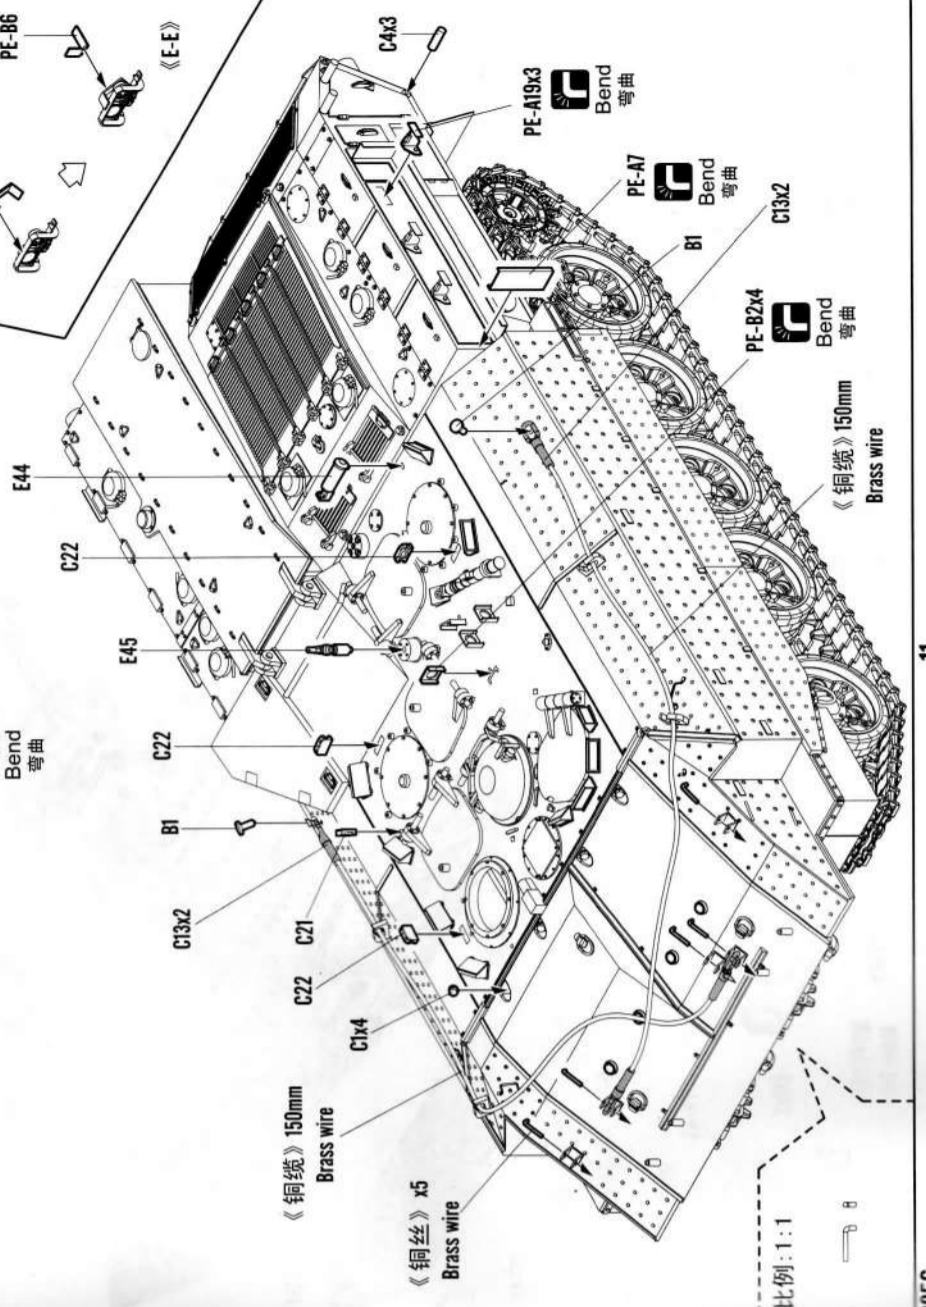 PE-B6
《E-E》
Bend
弯曲
E44
C22
E45
C22
B1
C13x2
C21
C22
C1x4
《铜缆》150mm
Brass wire
《铜丝》x5
Brass wire
C4x3
PE-A19x3
Bend
弯曲
PE-A7
Bend
弯曲
C13x2
B1
PE-B2x4
Bend
弯曲
《铜缆》150mm
Brass wire
比例:1:1
11